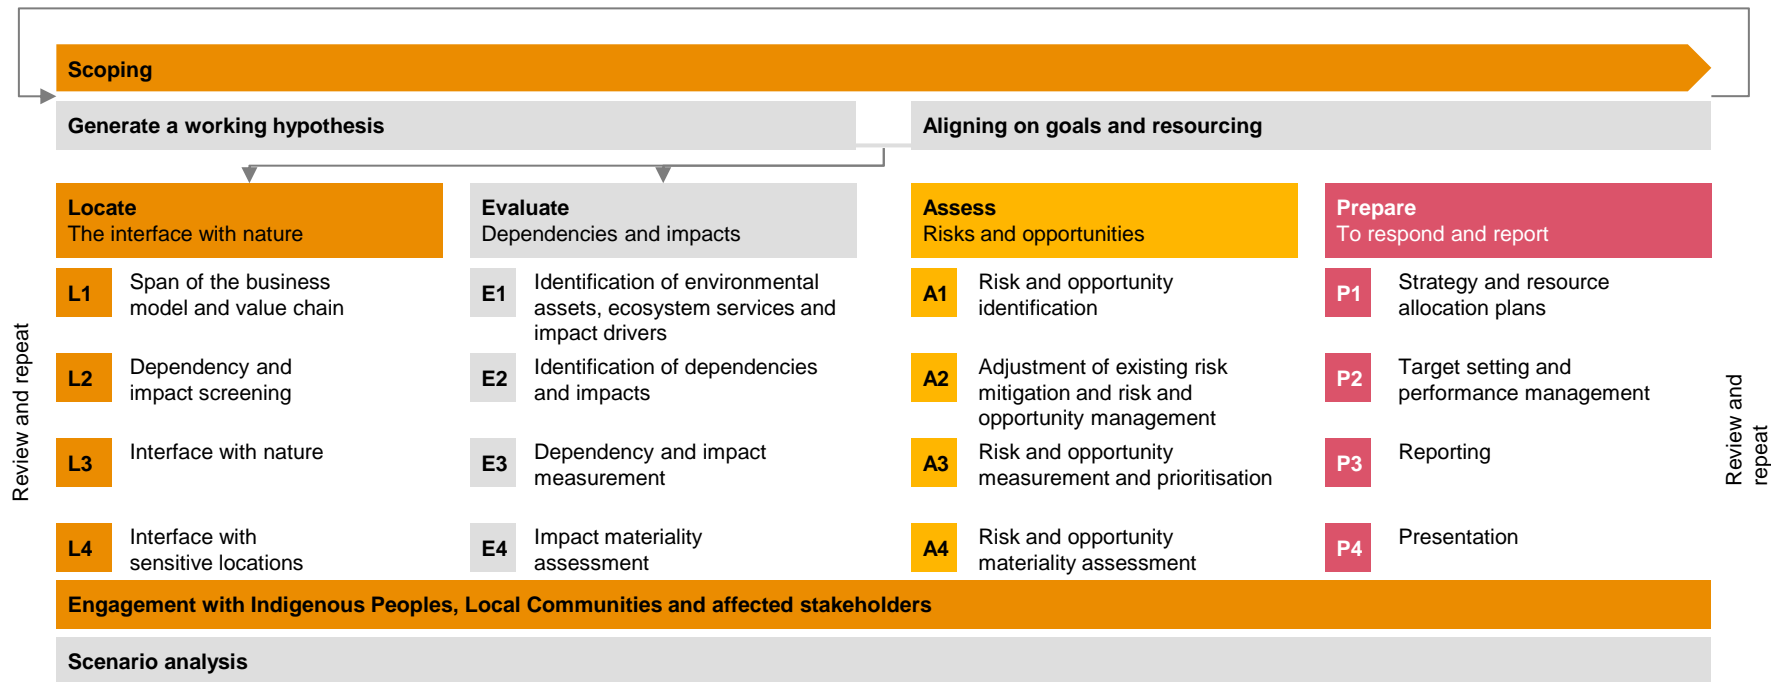 Scoping
Generate a working hypothesis
Aligning on goals and resourcing
Locate
The interface with nature
L1
Span of the business
model and value chain
L2
Dependency and
impact screening
L3
Interface with nature
L4
Interface with
sensitive locations
Evaluate
Dependencies and impacts
E1
Identification of environmental
assets, ecosystem services and
impact drivers
E2
Identification of dependencies
and impacts
E3
Dependency and impact
measurement
E4
Impact materiality
assessment
Assess
Risks and opportunities
A1
Risk and opportunity
identification
A2
Adjustment of existing risk
mitigation and risk and
opportunity management
A3
Risk and opportunity
measurement and prioritisation
A4
Risk and opportunity
materiality assessment
Prepare
To respond and report
P1
Strategy and resource
allocation plans
P2
Target setting and
performance management
P3
Reporting
P4
Presentation
Review and repeat
Review and
repeat
Engagement with Indigenous Peoples, Local Communities and affected stakeholders
Scenario analysis